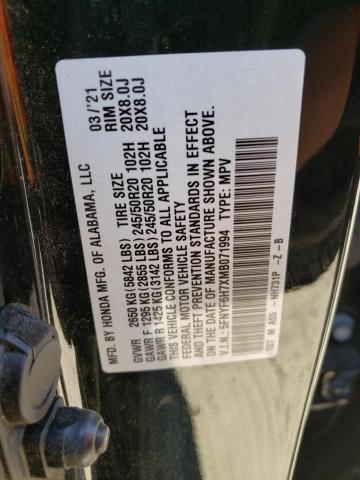 MFD. BY HONDA MFG. OF ALABAMA, LLC 03/'21
TIRE SIZE RIM SIZE
GVWR 2650 KG(5842 LBS)
GAWR F 1295 KG(2855 LBS) 245/50R20 102H 20X8.0J
GAWR R 1425 KG(3142 LBS) 245/50R20 102H 20X8.0J
THIS VEHICLE CONFORMS TO ALL APPLICABLE
FEDERAL MOTOR VEHICLE SAFETY
AND THEFT PREVENTION STANDARDS IN EFFECT
ON THE DATE OF MANUFACTURE SHOWN ABOVE.
V.I.N.: 5FNYF6H7XMB071994 TYPE: MPV
TG7 M A05 -NH731P -Z -B